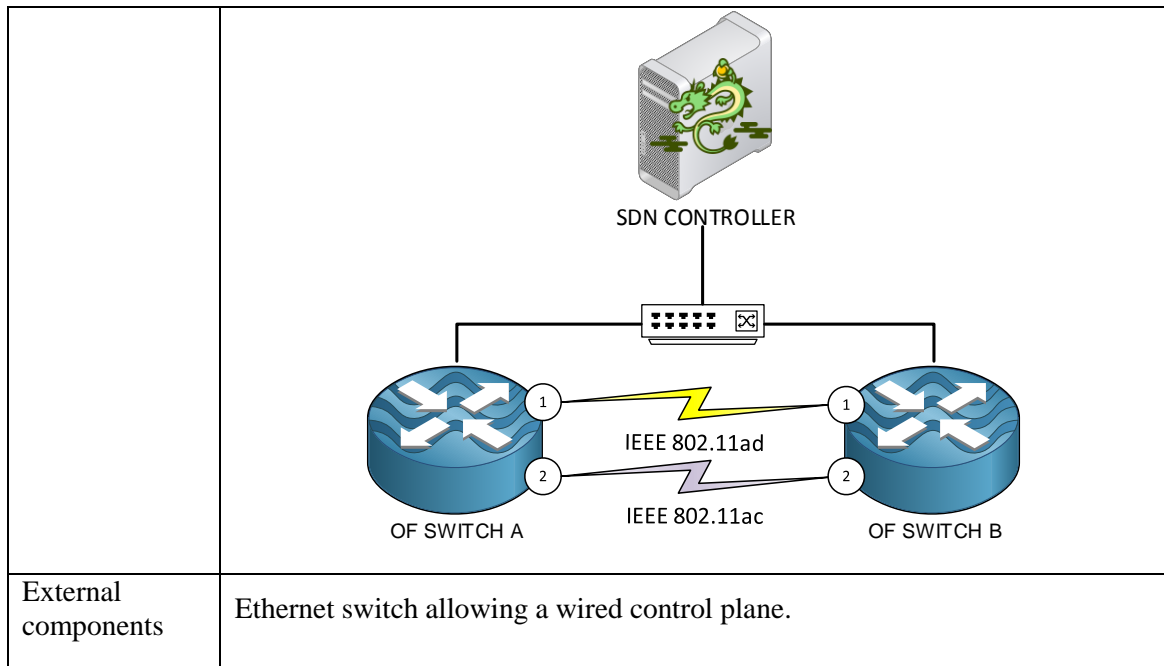 SDN CONTROLLER
1
1
IEEE 802.11ad
2
2
IEEE 802.11ac
OF SWITCH A
OF SWITCH B
External
components
Ethernet switch allowing a wired control plane.